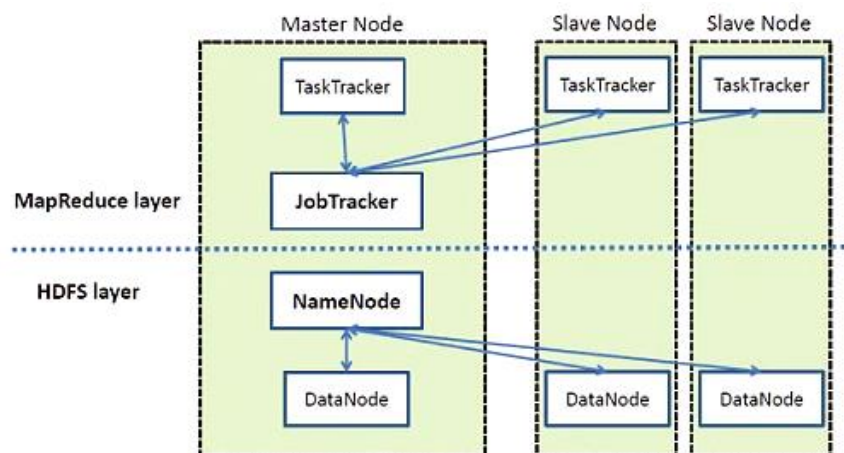 Master Node
Slave Node
Slave Node
TaskTracker
TaskTracker
TaskTracker
MapReduce layer
JobTracker
HDFS layer
NameNode
DataNode
DataNode
DataNode